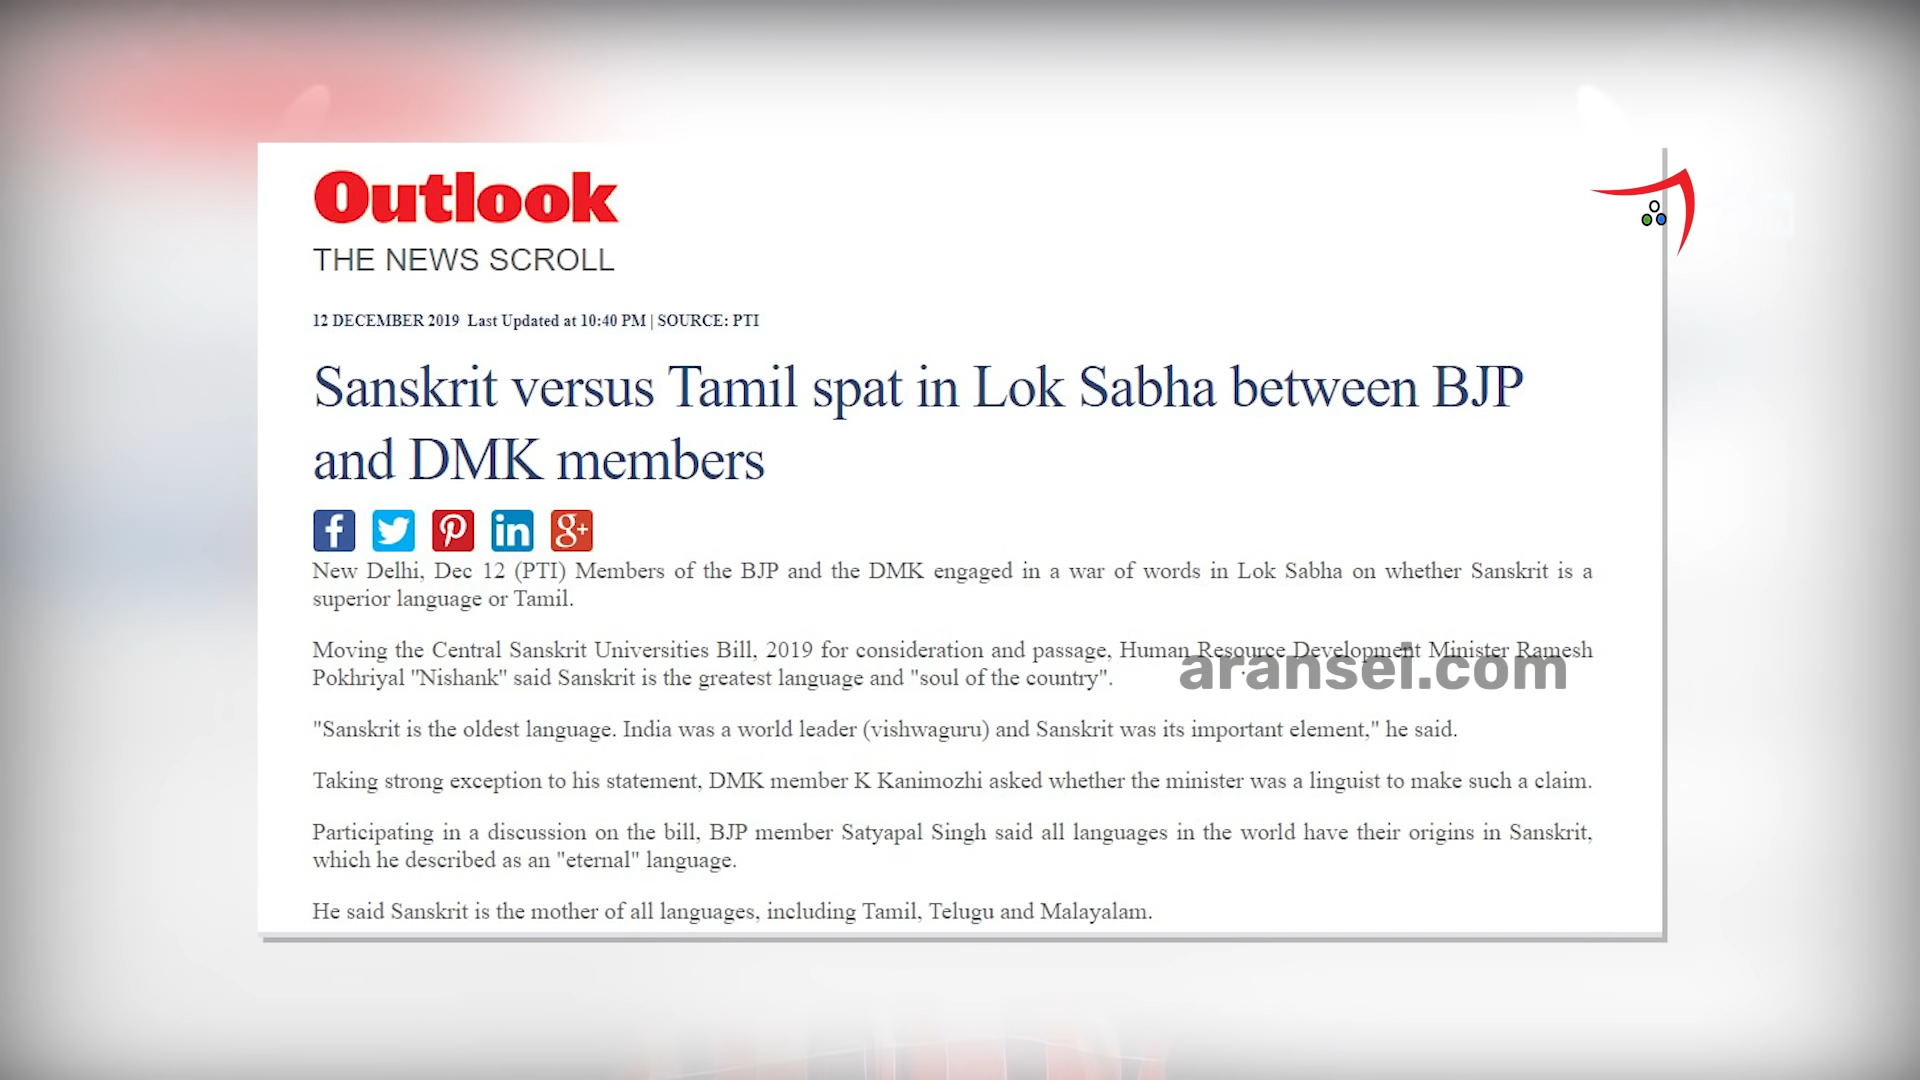 Outlook
THE NEWS SCROLL
12 DECEMBER 2019 Last Updated at 10:40 PM | SOURCE: PTI
Sanskrit versus Tamil spat in Lok Sabha between BJP
and DMK members
New Delhi, Dec 12 (PTI) Members of the BJP and the DMK engaged in a war of words in Lok Sabha on whether Sanskrit is a
superior language or Tamil.
Moving the Central Sanskrit Universities Bill, 2019 for consideration and passage, Human Resource Development Minister Ramesh
Pokhriyal "Nishank" said Sanskrit is the greatest language and "soul of the country".
aransei.com
"Sanskrit is the oldest language. India was a world leader (vishwaguru) and Sanskrit was its important element," he said.
Taking strong exception to his statement, DMK member K Kanimozhi asked whether the minister was a linguist to make such a claim.
Participating in a discussion on the bill, BJP member Satyapal Singh said all languages in the world have their origins in Sanskrit,
which he described as an "eternal" language.
He said Sanskrit is the mother of all languages, including Tamil, Telugu and Malayalam.